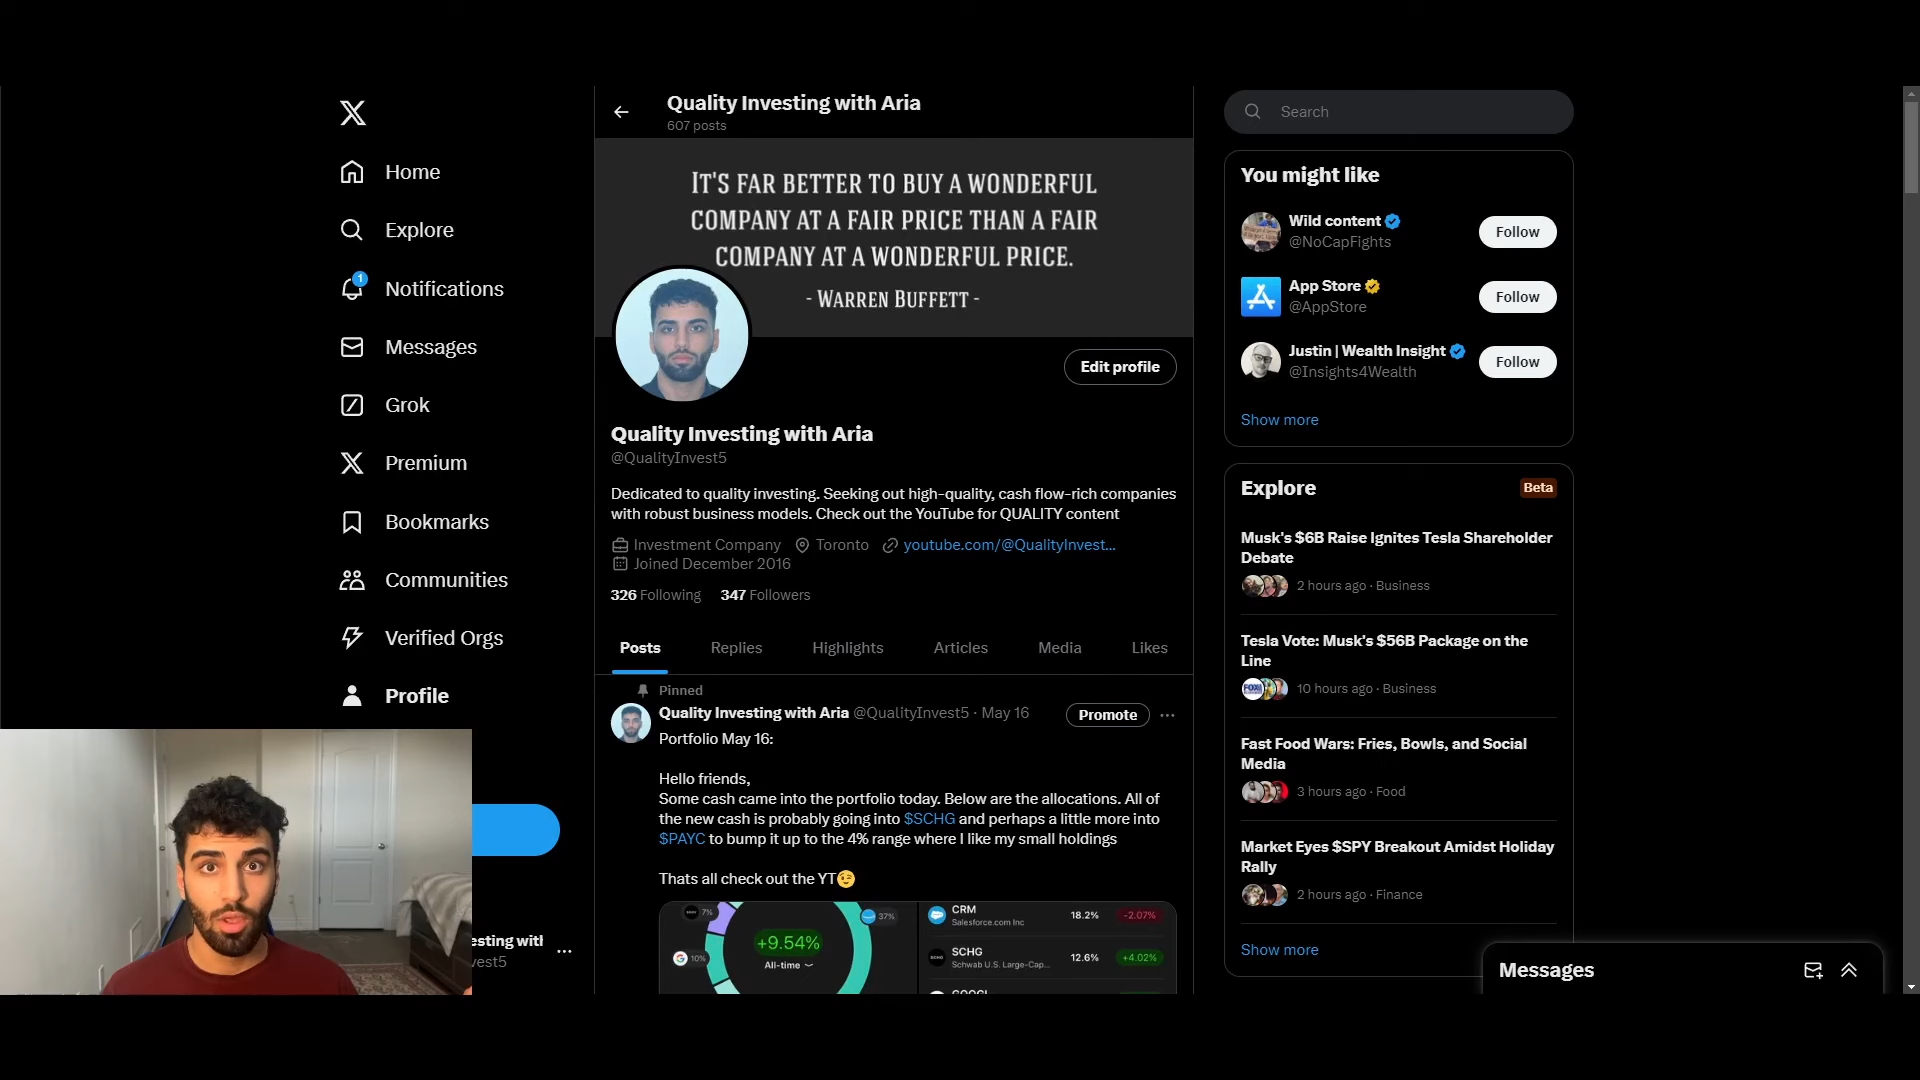 Home
Explore
1
Notifications
Messages
Grok
Premium
Bookmarks
Communities
Verified Orgs
Profile
esting witl
vest5
Quality Investing with Aria
607 posts
IT'S FAR BETTER TO BUY A WONDERFUL
COMPANY AT A FAIR PRICE THAN A FAIR
COMPANY AT A WONDERFUL PRICE.
- WARREN BUFFETT -
Edit profile
Quality Investing with Aria
@QualityInvest5
Dedicated to quality investing. Seeking out high-quality, cash flow-rich companies
with robust business models. Check out the YouTube for QUALITY content
Investment Company Toronto youtube.com/@QualityInvest...
Joined December 2016
326 Following 347 Followers
Posts Replies Highlights Articles Media Likes
Pinned
Quality Investing with Aria @QualityInvest5 · May 16
Promote
Portfolio May 16:
Hello friends,
Some cash came into the portfolio today. Below are the allocations. All of
the new cash is probably going into $SCHG and perhaps a little more into
$PAYC to bump it up to the 4% range where I like my small holdings
Thats all check out the YT
7%
37%
+9.54%
All-time
10%
CRM
Salesforce.com Inc
18.2%
-2.07%
SCHG
Schwab U.S. Large-Cap...
12.6%
+4.02%
Search
You might like
Wild content
@NoCapFights
Follow
App Store
@AppStore
Follow
Justin | Wealth Insight
@Insights4Wealth
Follow
Show more
Explore
Beta
Musk's $6B Raise Ignites Tesla Shareholder
Debate
2 hours ago · Business
Tesla Vote: Musk's $56B Package on the
Line
10 hours ago · Business
Fast Food Wars: Fries, Bowls, and Social
Media
3 hours ago · Food
Market Eyes $SPY Breakout Amidst Holiday
Rally
2 hours ago · Finance
Show more
Messages